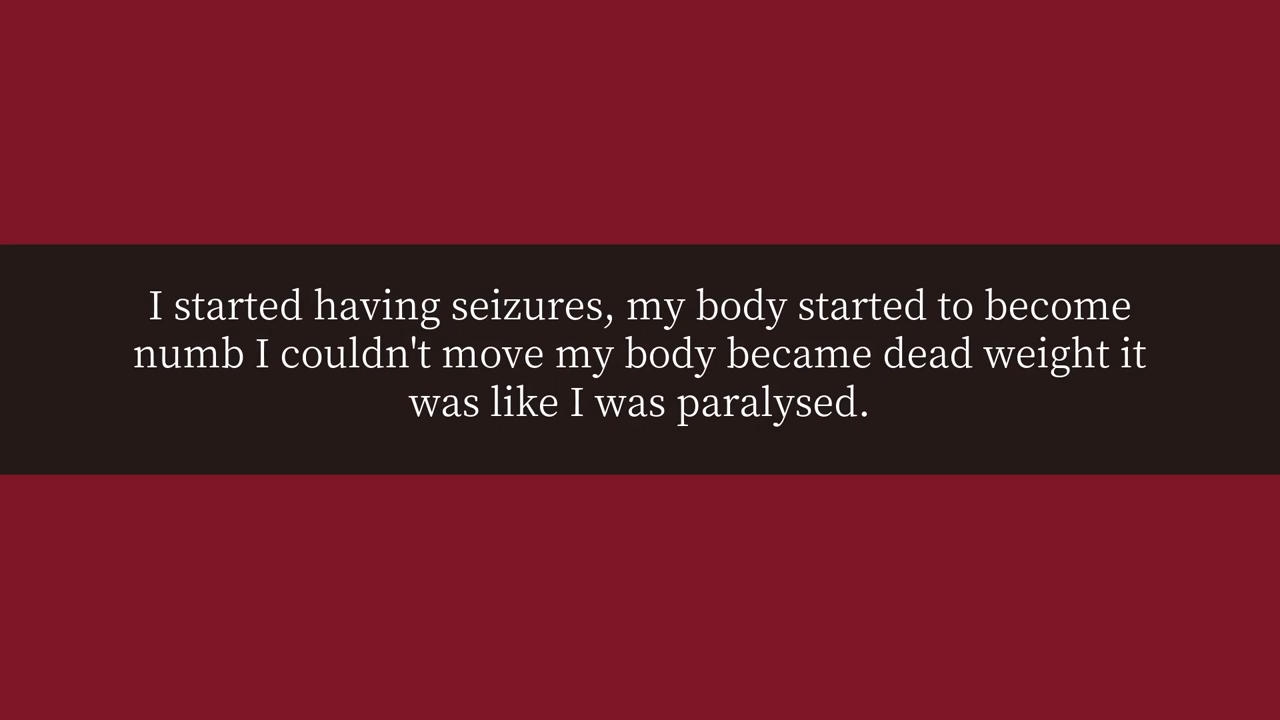 I started having seizures, my body started to become
numb I couldn't move my body became dead weight it
was like I was paralysed.